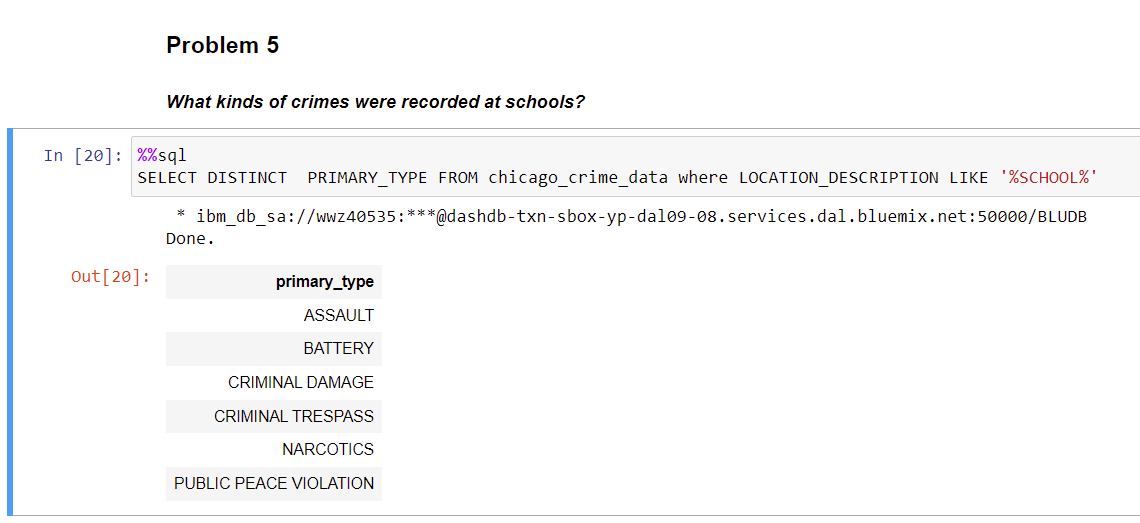 Problem 5
What kinds of crimes were recorded at schools?
In [20]: %%sql
SELECT DISTINCT  PRIMARY_TYPE FROM chicago_crime_data where LOCATION_DESCRIPTION LIKE '%SCHOOL%'
* ibm_db_sa://wwz40535:***@dashdb-txn-sbox-yp-dal09-08.services.dal.bluemix.net:50000/BLUDB
Done.
Out[20]: primary_type
ASSAULT
BATTERY
CRIMINAL DAMAGE
CRIMINAL TRESPASS
NARCOTICS
PUBLIC PEACE VIOLATION